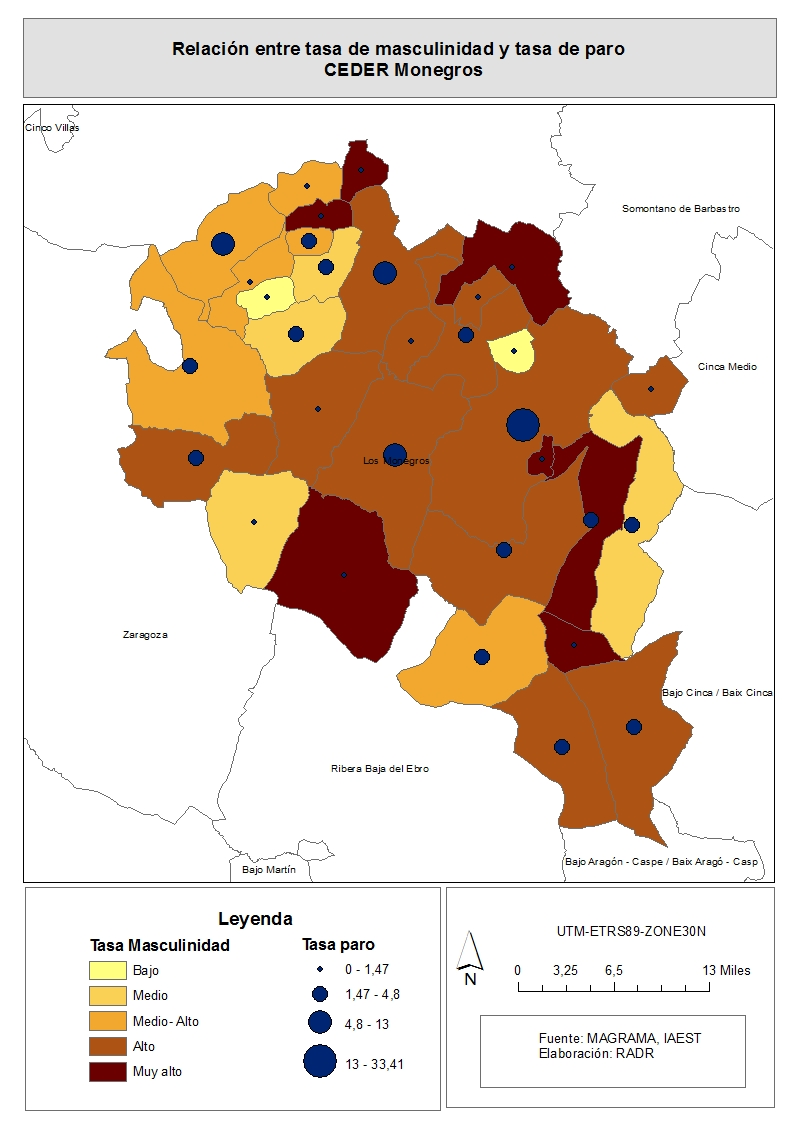 Relación entre tasa de masculinidad y tasa de paro
CEDER Monegros
Cinco Villas
Somontano de Barbastro
Cinca Medio
Los Monegros
Zaragoza
Bajo Cinca / Baix Cinca
Ribera Baja del Ebro
Bajo Martín
Bajo Aragón - Caspe / Baix Aragó - Casp
Leyenda
Tasa Masculinidad
Bajo
Medio
Medio- Alto
Alto
Muy alto
Tasa paro
0 - 1,47
1,47 - 4,8
4,8 - 13
13 - 33,41
N
UTM-ETRS89-ZONE30N
0 3,25 6,5 13 Miles
Fuente: MAGRAMA, IAEST
Elaboración: RADR